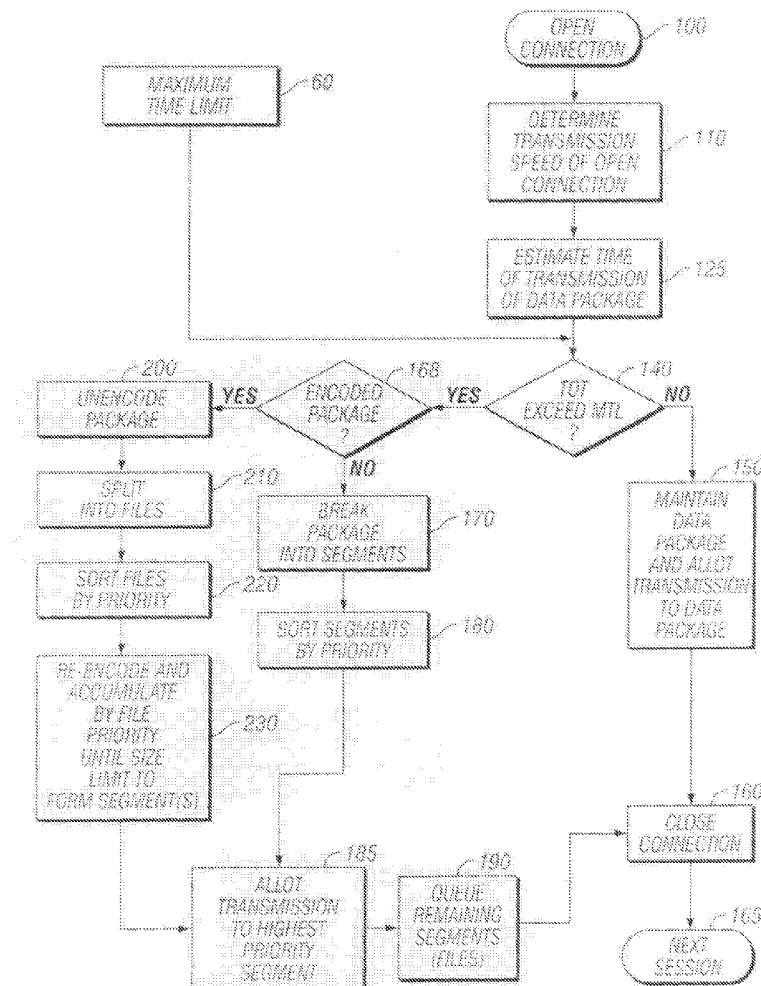 OPEN
CONNECTION
100
MAXIMUM
TIME LIMIT
60
DETERMINE
TRANSMISSION
SPEED OF OPEN
CONNECTION
110
ESTIMATE TIME
OF TRANSMISSION
OF DATA PACKAGE
125
TOT
EXCEED MTL
?
140
YES
NO
ENCODED
PACKAGE
?
168
YES
NO
UNENCODE
PACKAGE
200
SPLIT
INTO FILES
210
SORT FILES
BY PRIORITY
220
RE-ENCODE AND
ACCUMULATE
BY FILE
PRIORITY
UNTIL SIZE
LIMIT TO
FORM SEGMENT(S)
230
BREAK
PACKAGE
INTO SEGMENTS
170
SORT SEGMENTS
BY PRIORITY
180
MAINTAIN
DATA
PACKAGE
AND ALLOT
TRANSMISSION
TO DATA
PACKAGE
150
ALLOT
TRANSMISSION
TO HIGHEST
PRIORITY
SEGMENT
185
QUEUE
REMAINING
SEGMENTS
(FILES)
190
CLOSE
CONNECTION
160
NEXT
SESSION
165